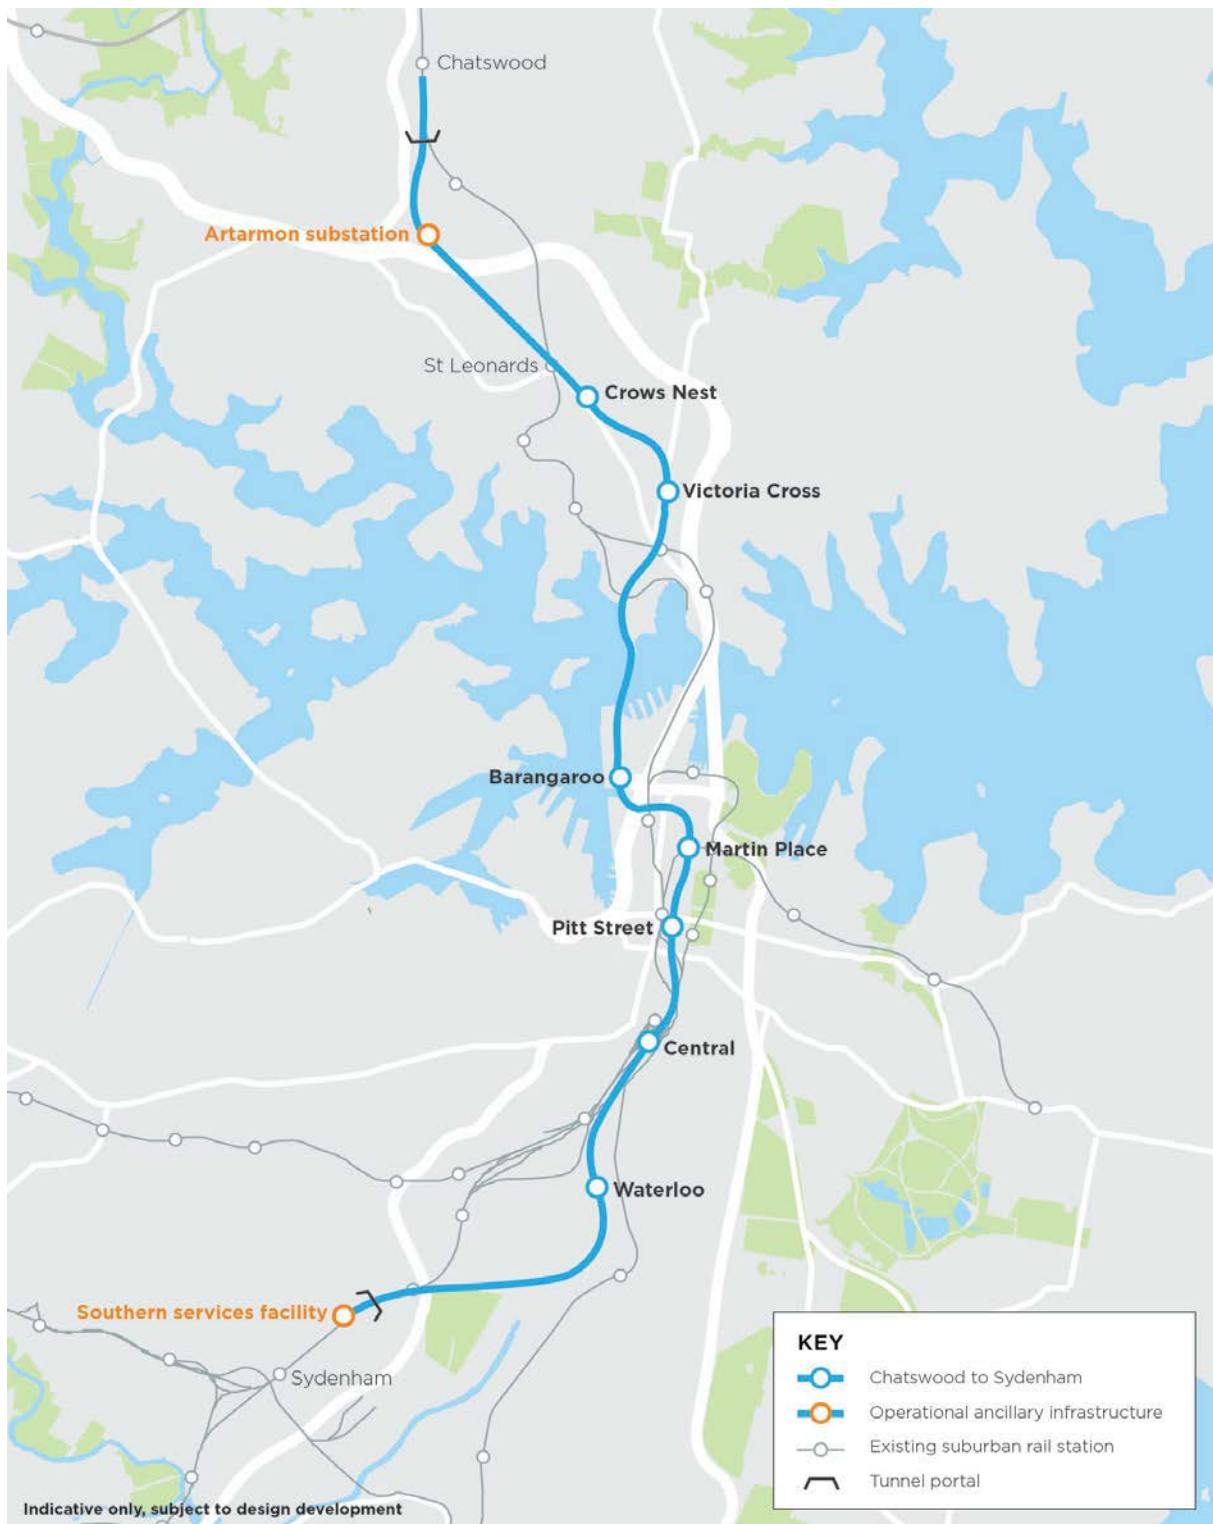 Chatswood
Artarmon substation
St Leonards
Crows Nest
Victoria Cross
Barangaroo
Martin Place
Pitt Street
Central
Waterloo
Southern services facility
Sydenham
KEY
Chatswood to Sydenham
Operational ancillary infrastructure
Existing suburban rail station
Tunnel portal
Indicative only, subject to design development